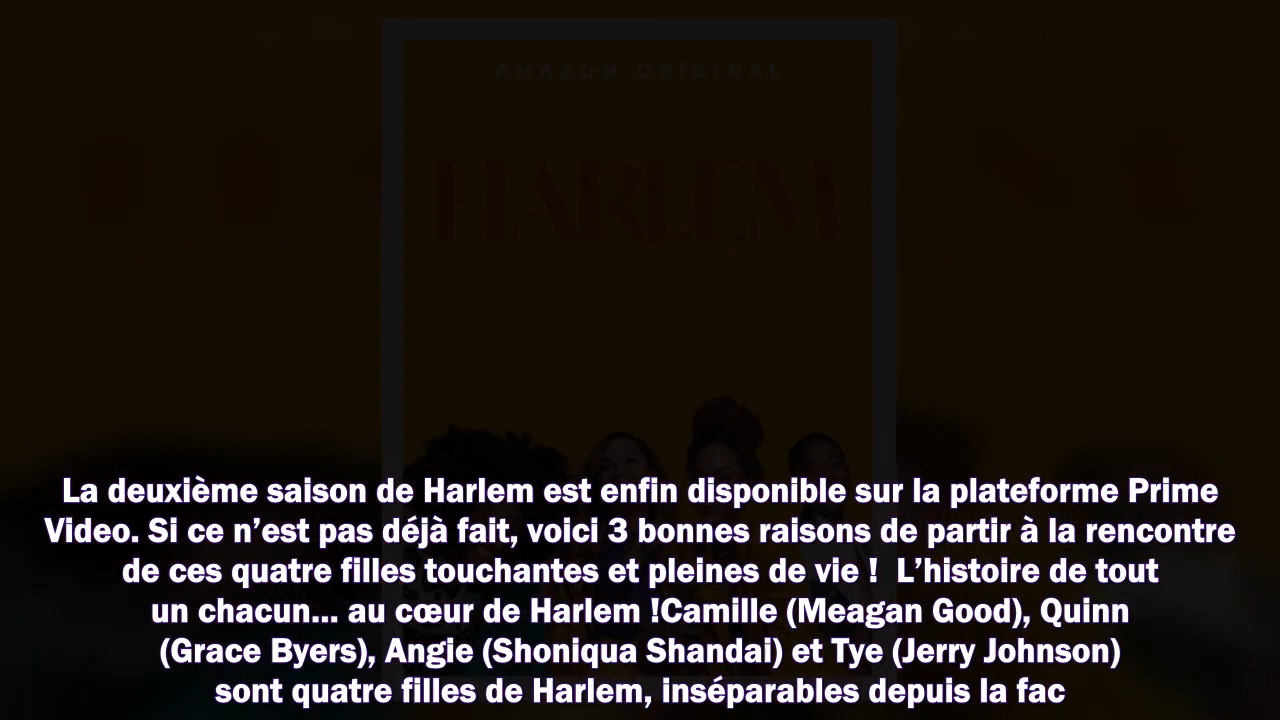 AMAZON ORIGINAL
HARLEM
La deuxième saison de Harlem est enfin disponible sur la plateforme Prime
Video. Si ce n’est pas déjà fait, voici 3 bonnes raisons de partir à la rencontre
de ces quatre filles touchantes et pleines de vie !  L’histoire de tout
un chacun… au cœur de Harlem !Camille (Meagan Good), Quinn
(Grace Byers), Angie (Shoniqua Shandai) et Tye (Jerry Johnson)
sont quatre filles de Harlem, inséparables depuis la fac